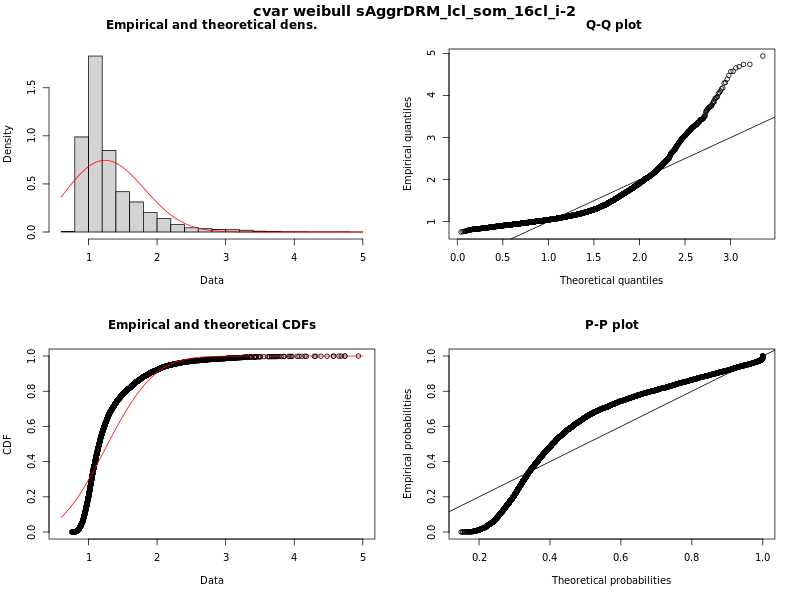 cvar weibull sAggrDRM_lcl_som_16cl_i-2
Empirical and theoretical dens.
Density
0.0 0.5 1.0 1.5
1 2 3 4 5
Data
Q-Q plot
Empirical quantiles
1 2 3 4 5
0.0 0.5 1.0 1.5 2.0 2.5 3.0
Theoretical quantiles
Empirical and theoretical CDFs
CDF
0.0 0.2 0.4 0.6 0.8 1.0
1 2 3 4 5
Data
P-P plot
Empirical probabilities
0.0 0.2 0.4 0.6 0.8 1.0
0.2 0.4 0.6 0.8 1.0
Theoretical probabilities